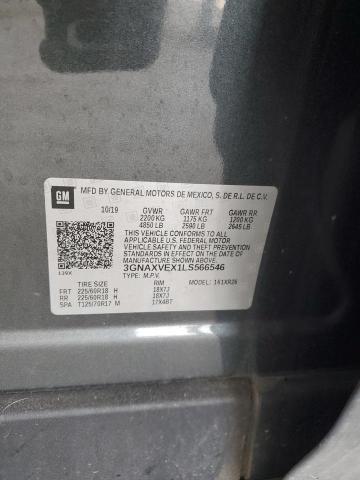 GM
MFD BY GENERAL MOTORS DE MEXICO, S. DE R.L. DE C.V.
10/19 GVWR GAWR FRT GAWR RR
2200 KG 1175 KG 1200 KG
4850 LB 2590 LB 2645 LB
THIS VEHICLE CONFORMS TO ALL APPLICABLE
U.S. FEDERAL MOTOR VEHICLE SAFETY, BUMPER,
AND THEFT PREVENTION STANDARDS IN EFFECT ON
THE DATE OF MANUFACTURE SHOWN ABOVE.
3GNAXVEX1LS566546
TYPE: M.P.V. MODEL: 1
TIRE SIZE RIM
FRT 225/60R18 H 18X7J
RR 225/60R18 H 18X7J
SPA T125/70R17 M 17X4BT